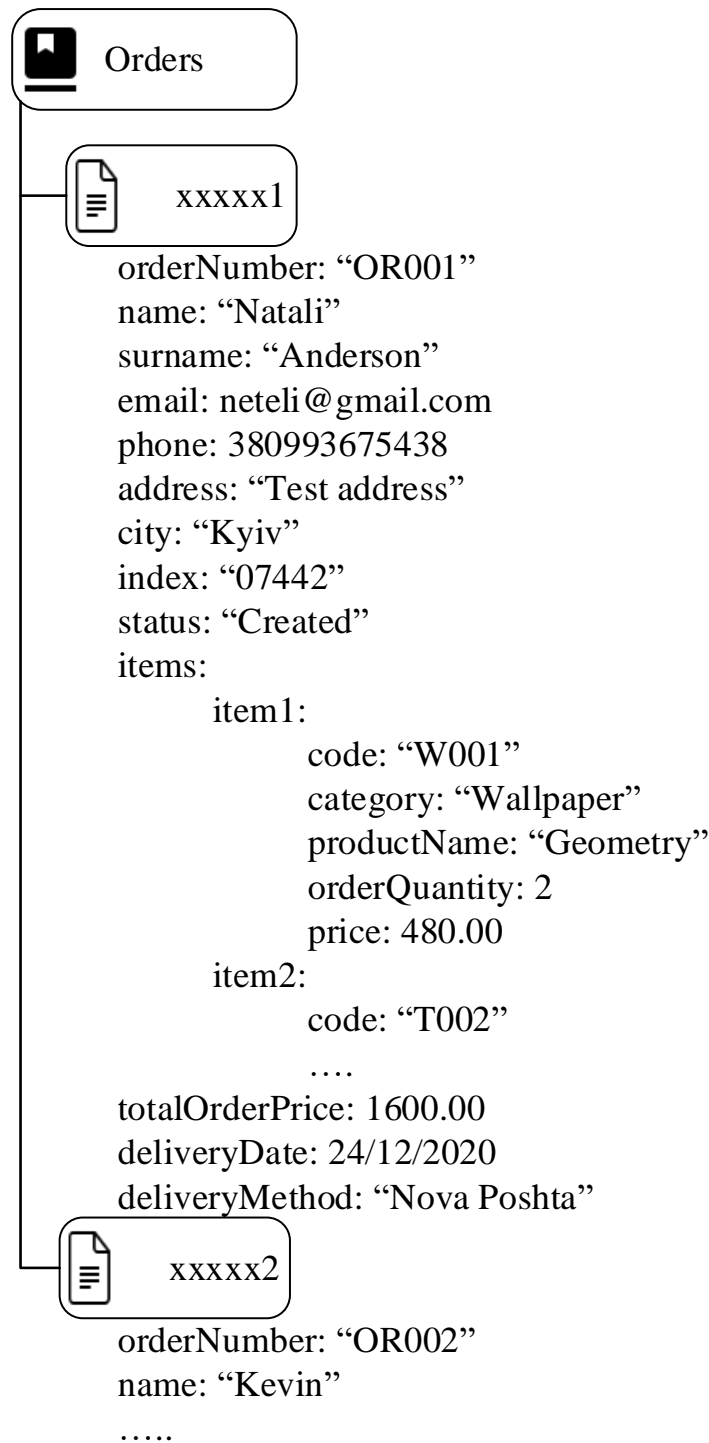 Orders
xxxxx1
orderNumber: “OR001”
name: “Natali”
surname: “Anderson”
email: neteli@gmail.com
phone: 380993675438
address: “Test address”
city: “Kyiv”
index: “07442”
status: “Created”
items:
item1:
code: “W001”
category: “Wallpaper”
productName: “Geometry”
orderQuantity: 2
price: 480.00
item2:
code: “T002”
….
totalOrderPrice: 1600.00
deliveryDate: 24/12/2020
deliveryMethod: “Nova Poshta”
xxxxx2
orderNumber: “OR002”
name: “Kevin”
…..